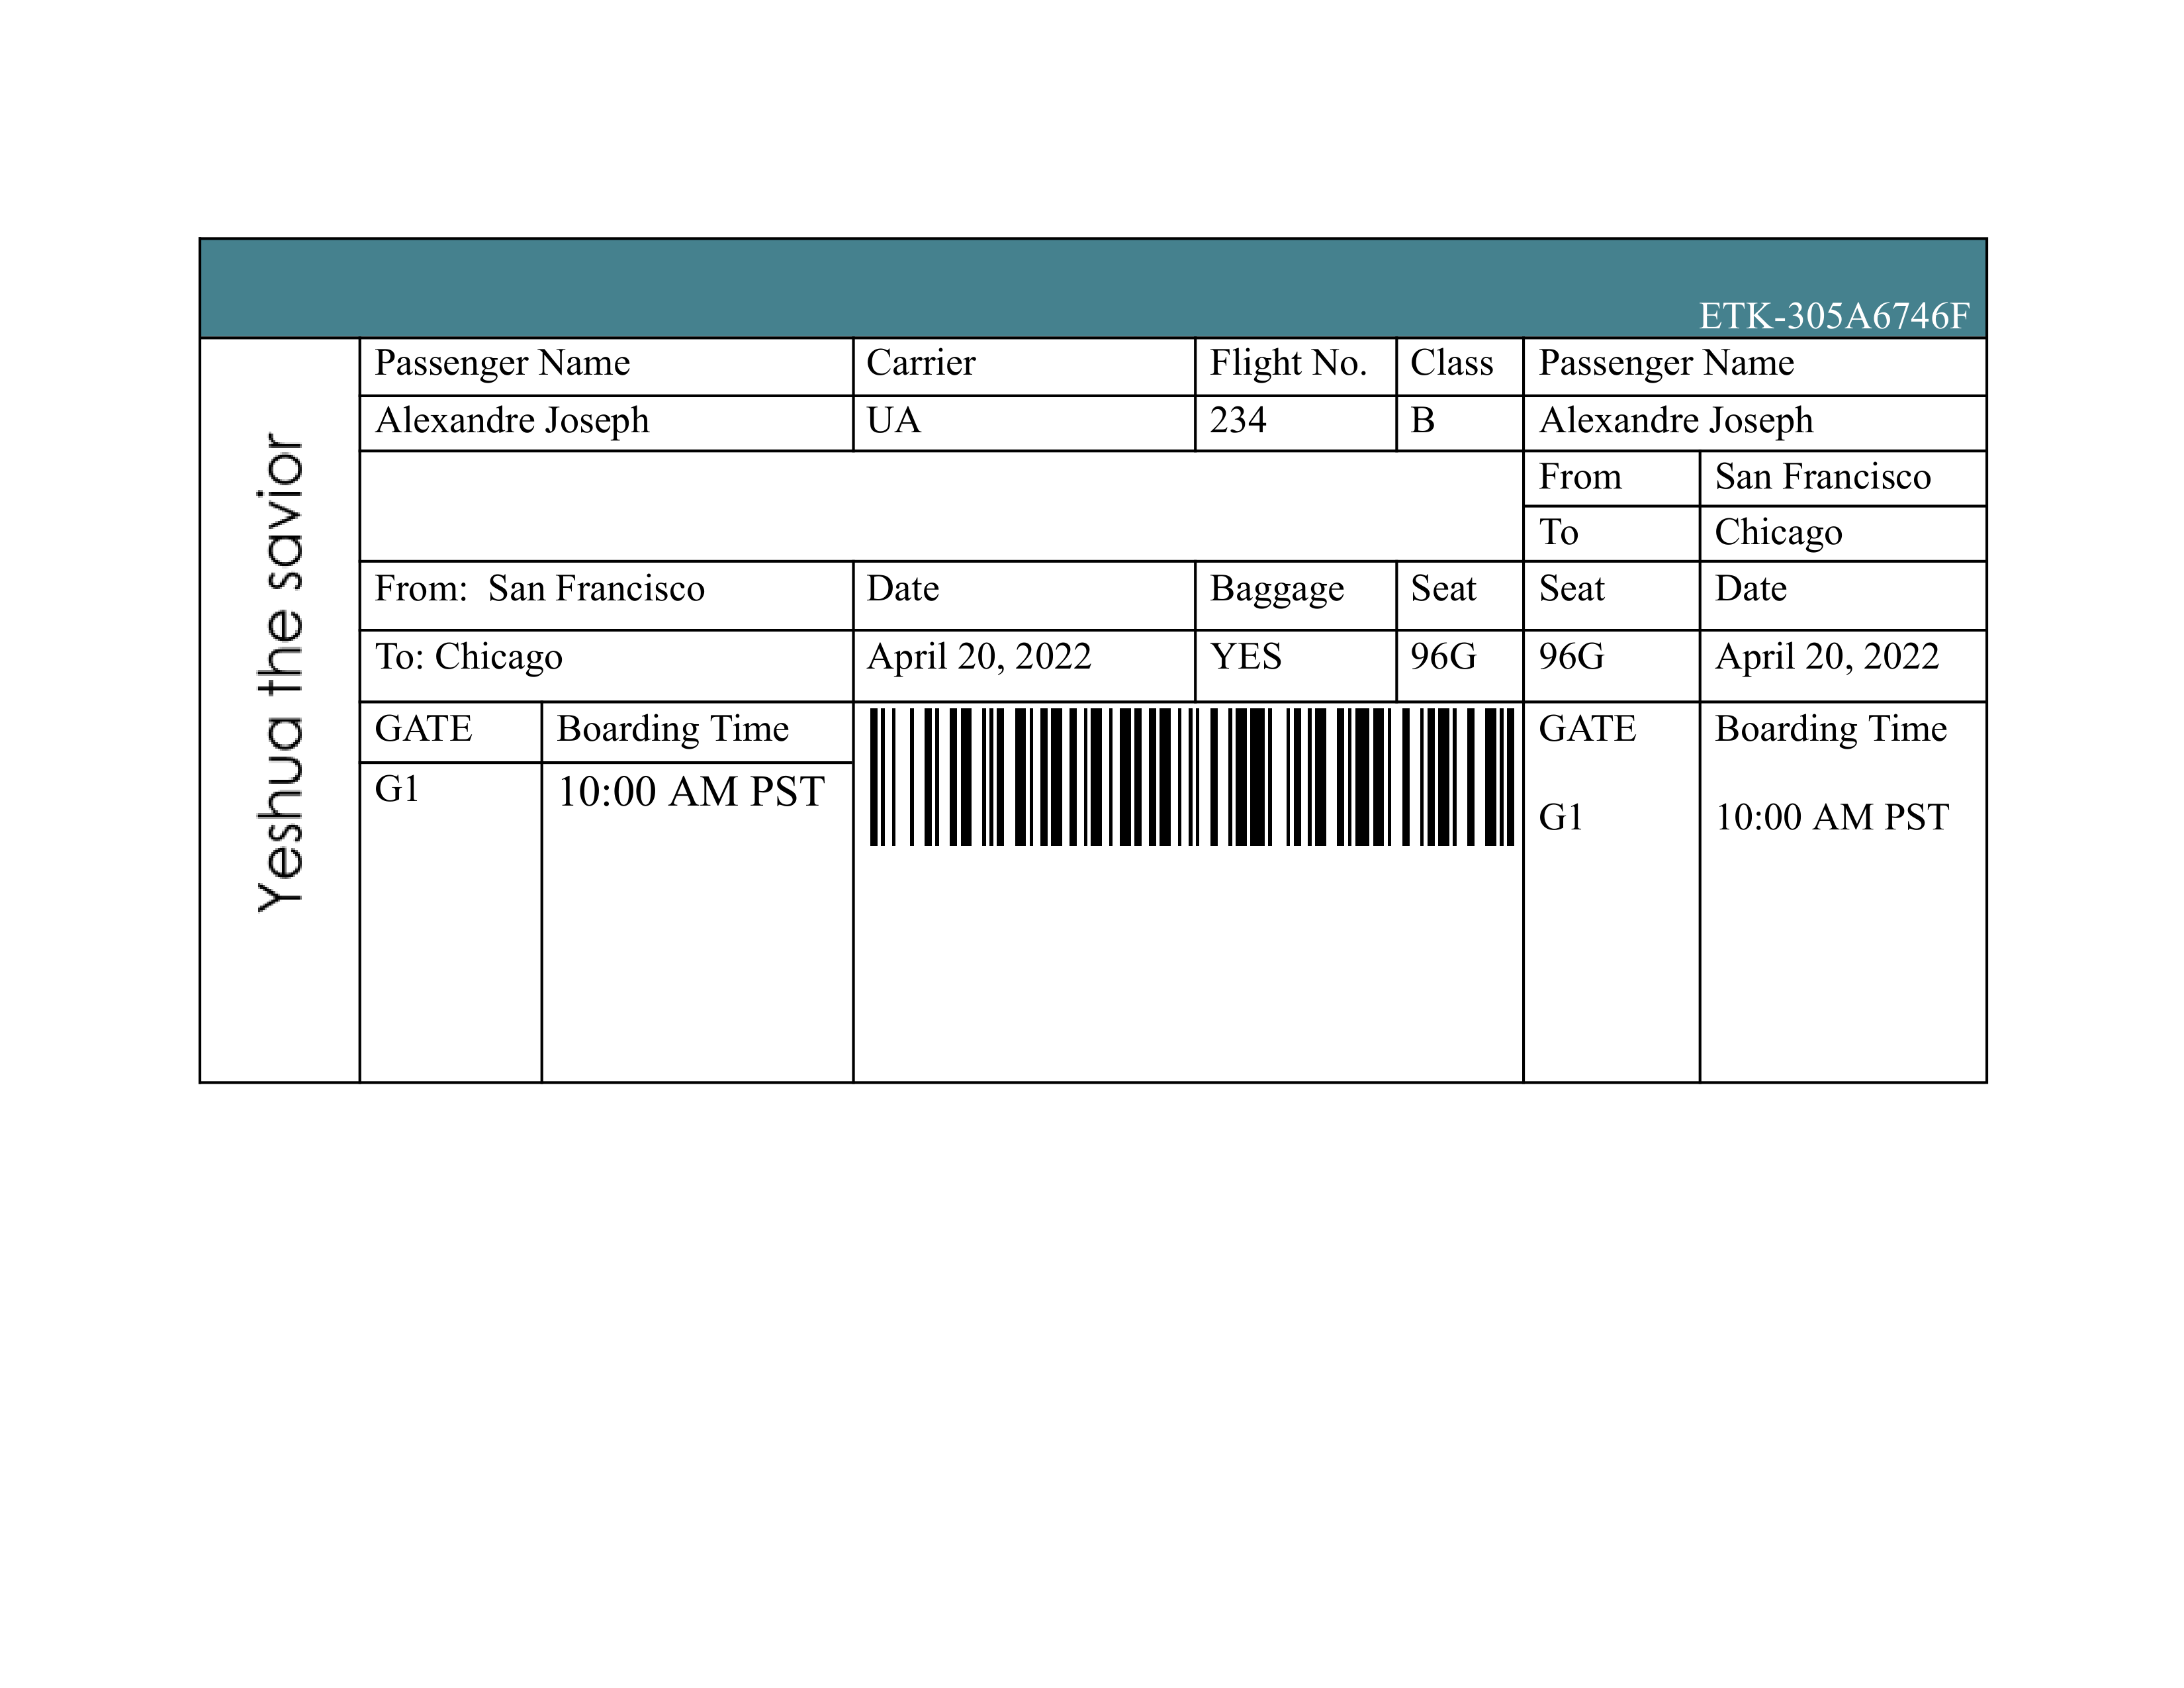 ETK-305A6746F
Yeshua the savior
Passenger Name Carrier Flight No. Class Passenger Name
Alexandre Joseph UA 234 B Alexandre Joseph
From San Francisco
To Chicago
From: San Francisco Date Baggage Seat Seat Date
To: Chicago April 20, 2022 YES 96G 96G April 20, 2022
GATE Boarding Time GATE Boarding Time
G1 10:00 AM PST G1 10:00 AM PST